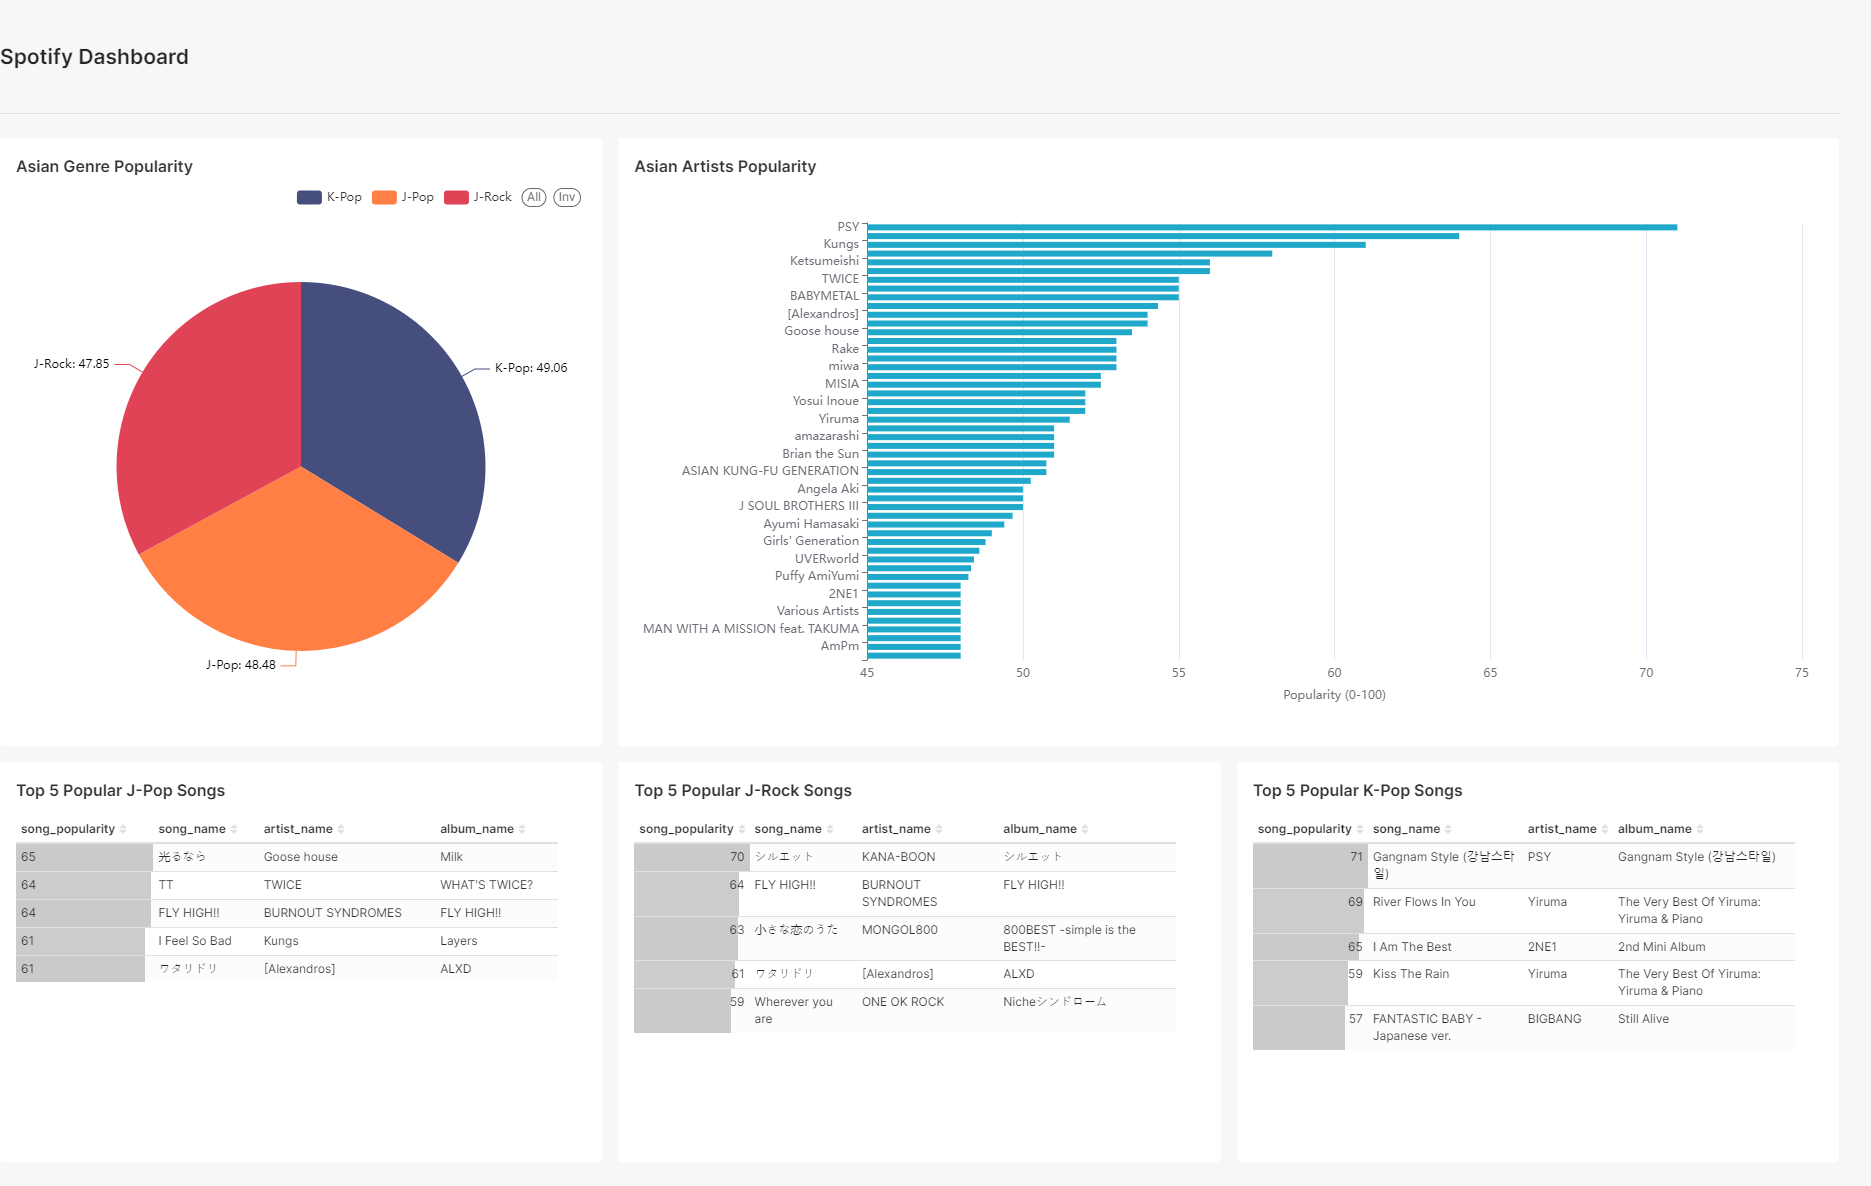 Spotify Dashboard
Asian Genre Popularity
K-Pop J-Pop J-Rock All Inv
J-Rock: 47.85
K-Pop: 49.06
J-Pop: 48.48
Asian Artists Popularity
PSY
Kungs
Ketsumeishi
TWICE
BABYMETAL
[Alexandros]
Goose house
Rake
miwa
MISIA
Yosui Inoue
Yiruma
amazarashi
Brian the Sun
ASIAN KUNG-FU GENERATION
Angela Aki
J SOUL BROTHERS III
Ayumi Hamasaki
Girls' Generation
UVERworld
Puffy AmiYumi
2NE1
Various Artists
MAN WITH A MISSION feat. TAKUMA
AmPm
45 50 55 60 65 70 75
Popularity (0-100)
Top 5 Popular J-Pop Songs
song_popularity song_name artist_name album_name
65 光るなら Goose house Milk
64 TT TWICE WHAT'S TWICE?
64 FLY HIGH!! BURNOUT SYNDROMES FLY HIGH!!
61 I Feel So Bad Kungs Layers
61 ワタリドリ [Alexandros] ALXD
Top 5 Popular J-Rock Songs
song_popularity song_name artist_name album_name
70 シルエット KANA-BOON シルエット
64 FLY HIGH!! BURNOUT FLY HIGH!!
SYNDROMES
63 小さな恋のうた MONGOL800 800BEST -simple is the
BEST!!-
61 ワタリドリ [Alexandros] ALXD
59 Wherever you ONE OK ROCK Nicheシンドローム
are
Top 5 Popular K-Pop Songs
song_popularity song_name artist_name album_name
71 Gangnam Style (강남스타 PSY Gangnam Style (강남스타일)
일)
69 River Flows In You Yiruma The Very Best Of Yiruma:
Yiruma & Piano
65 I Am The Best 2NE1 2nd Mini Album
59 Kiss The Rain Yiruma The Very Best Of Yiruma:
Yiruma & Piano
57 FANTASTIC BABY - BIGBANG Still Alive
Japanese ver.